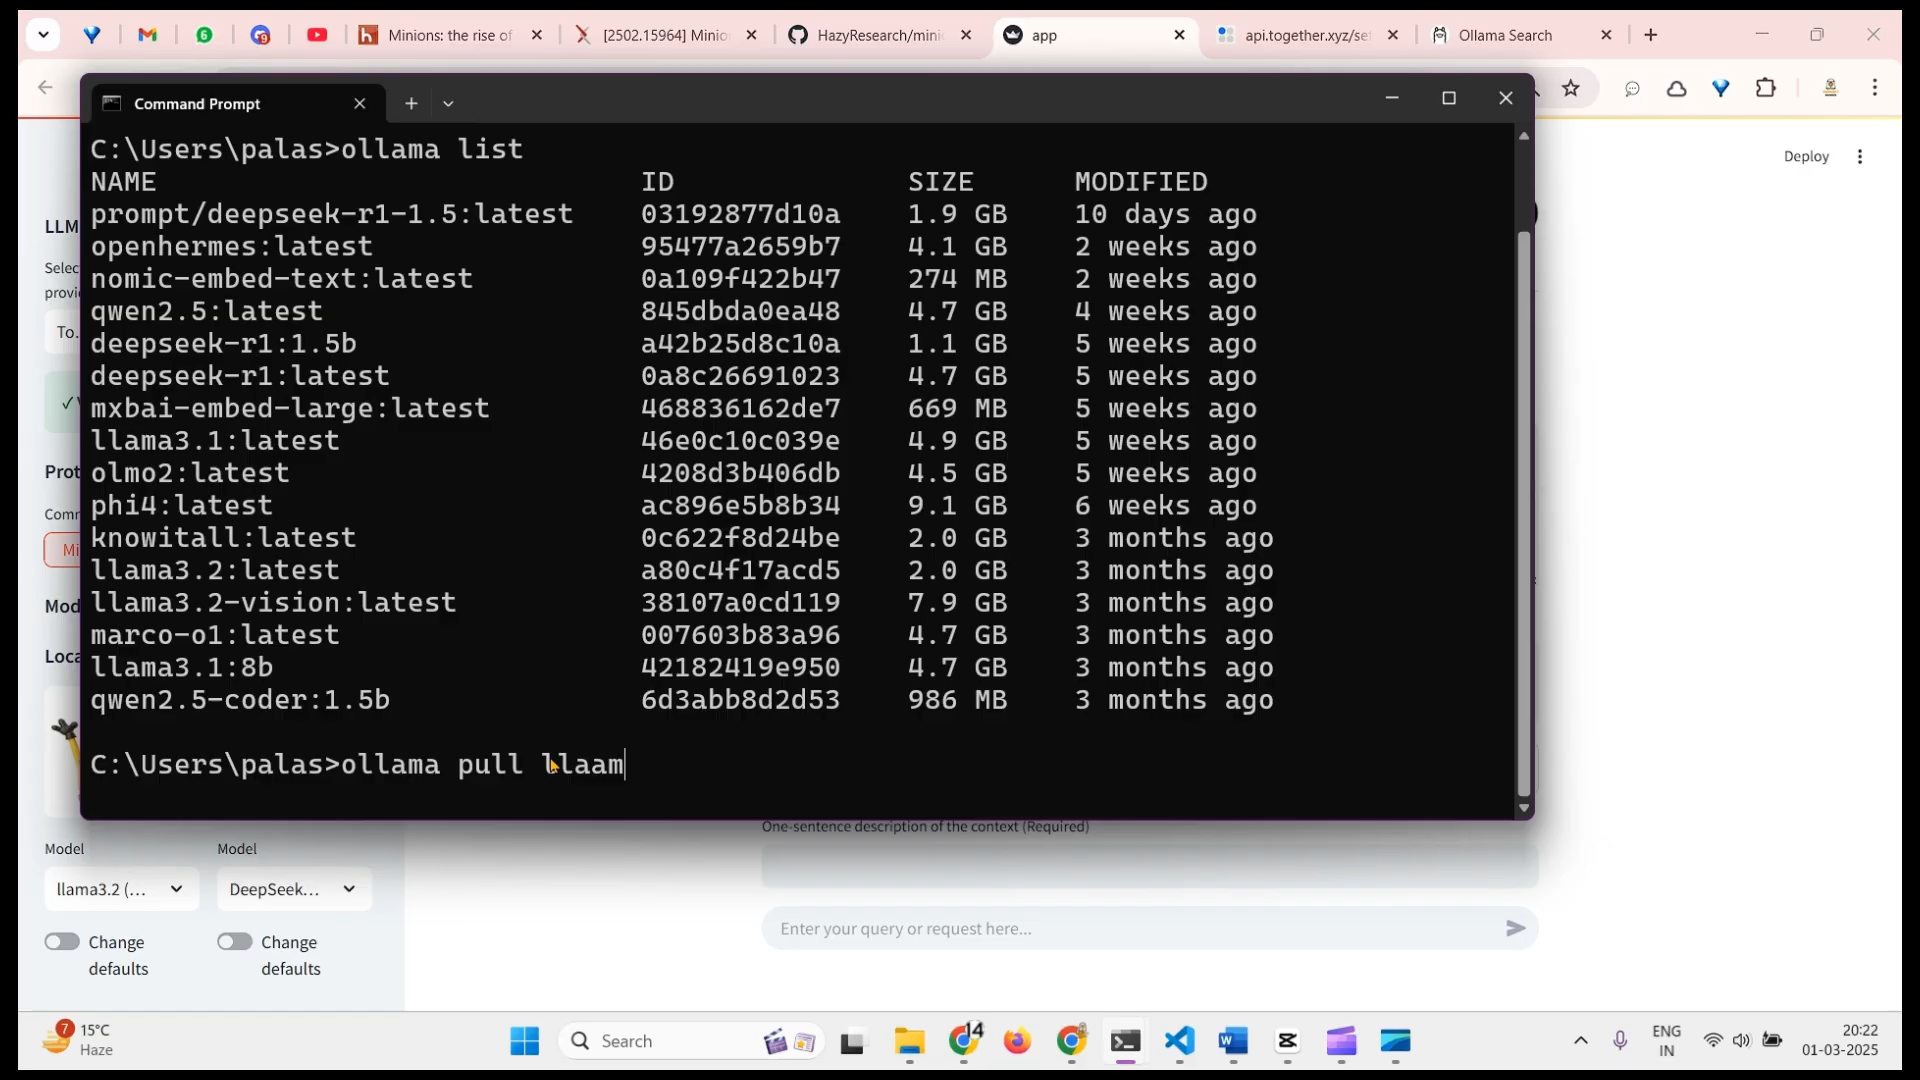 Minions: the rise of
[2502.15964] Minio
HazyResearch/mini
app
api.together.xyz/se
Ollama Search
Command Prompt
Deploy
C:\Users\palas>ollama list
NAME ID SIZE MODIFIED
prompt/deepseek-r1-1.5:latest 03192877d10a 1.9 GB 10 days ago
openhermes:latest 95477a2659b7 4.1 GB 2 weeks ago
nomic-embed-text:latest 0a109f422b47 274 MB 2 weeks ago
qwen2.5:latest 845dbda0ea48 4.7 GB 4 weeks ago
deepseek-r1:1.5b a42b25d8c10a 1.1 GB 5 weeks ago
deepseek-r1:latest 0a8c26691023 4.7 GB 5 weeks ago
mxbai-embed-large:latest 468836162de7 669 MB 5 weeks ago
llama3.1:latest 46e0c10c039e 4.9 GB 5 weeks ago
olmo2:latest 4208d3b406db 4.5 GB 5 weeks ago
phi4:latest ac896e5b8b34 9.1 GB 6 weeks ago
knowitall:latest 0c622f8d24be 2.0 GB 3 months ago
llama3.2:latest a80c4f17acd5 2.0 GB 3 months ago
llama3.2-vision:latest 38107a0cd119 7.9 GB 3 months ago
marco-o1:latest 007603b83a96 4.7 GB 3 months ago
llama3.1:8b 42182419e950 4.7 GB 3 months ago
qwen2.5-coder:1.5b 6d3abb8d2d53 986 MB 3 months ago
C:\Users\palas>ollama pull llaam
LLM
Selec
provi
To.
Prot
Comm
Mi
Mod
Loca
One-sentence description of the context (Required)
Model Model
llama3.2 (... DeepSeek...
Enter your query or request here...
Change Change
defaults defaults
7 15°C
Haze
Search
14
ENG
IN
20:22
01-03-2025